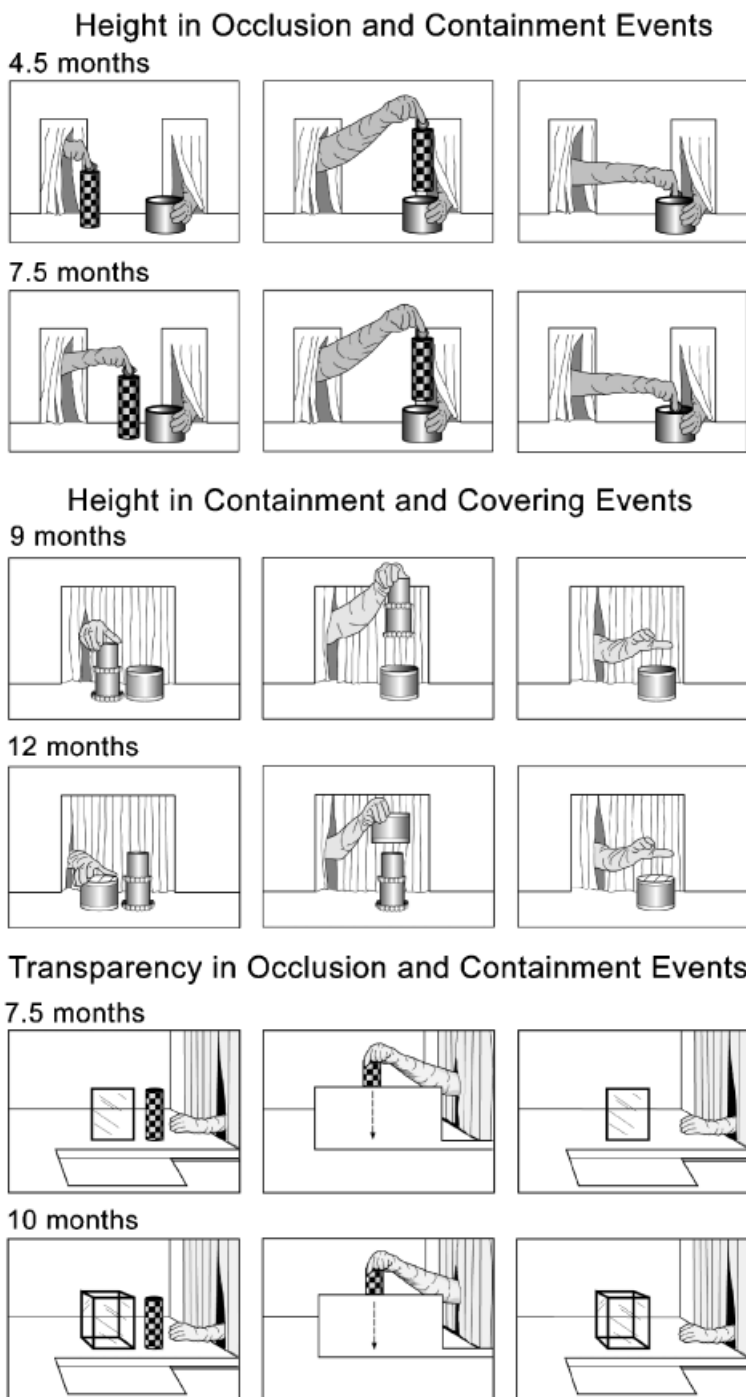 Height in Occlusion and Containment Events
4.5 months
7.5 months
Height in Containment and Covering Events
9 months
12 months
Transparency in Occlusion and Containment Events
7.5 months
10 months